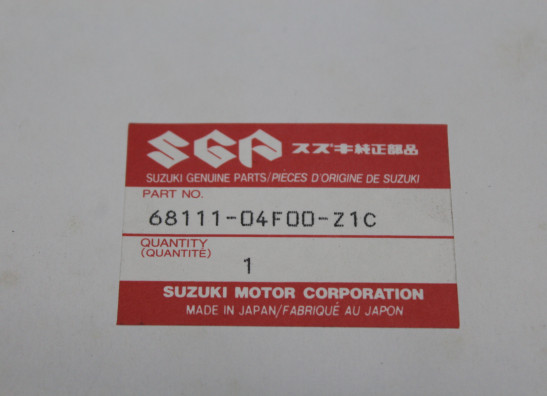 SGP スズキ純正部品
SUZUKI GENUINE PARTS/PIÈCES D'ORIGINE DE SUZUKI
PART NO.
68111-04F00-Z1C
QUANTITY
(QUANTITÉ)
1
SUZUKI MOTOR CORPORATION
MADE IN JAPAN/FABRIQUÉ AU JAPON